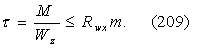 τ = M / W_z ≤ R_wx m. (209)